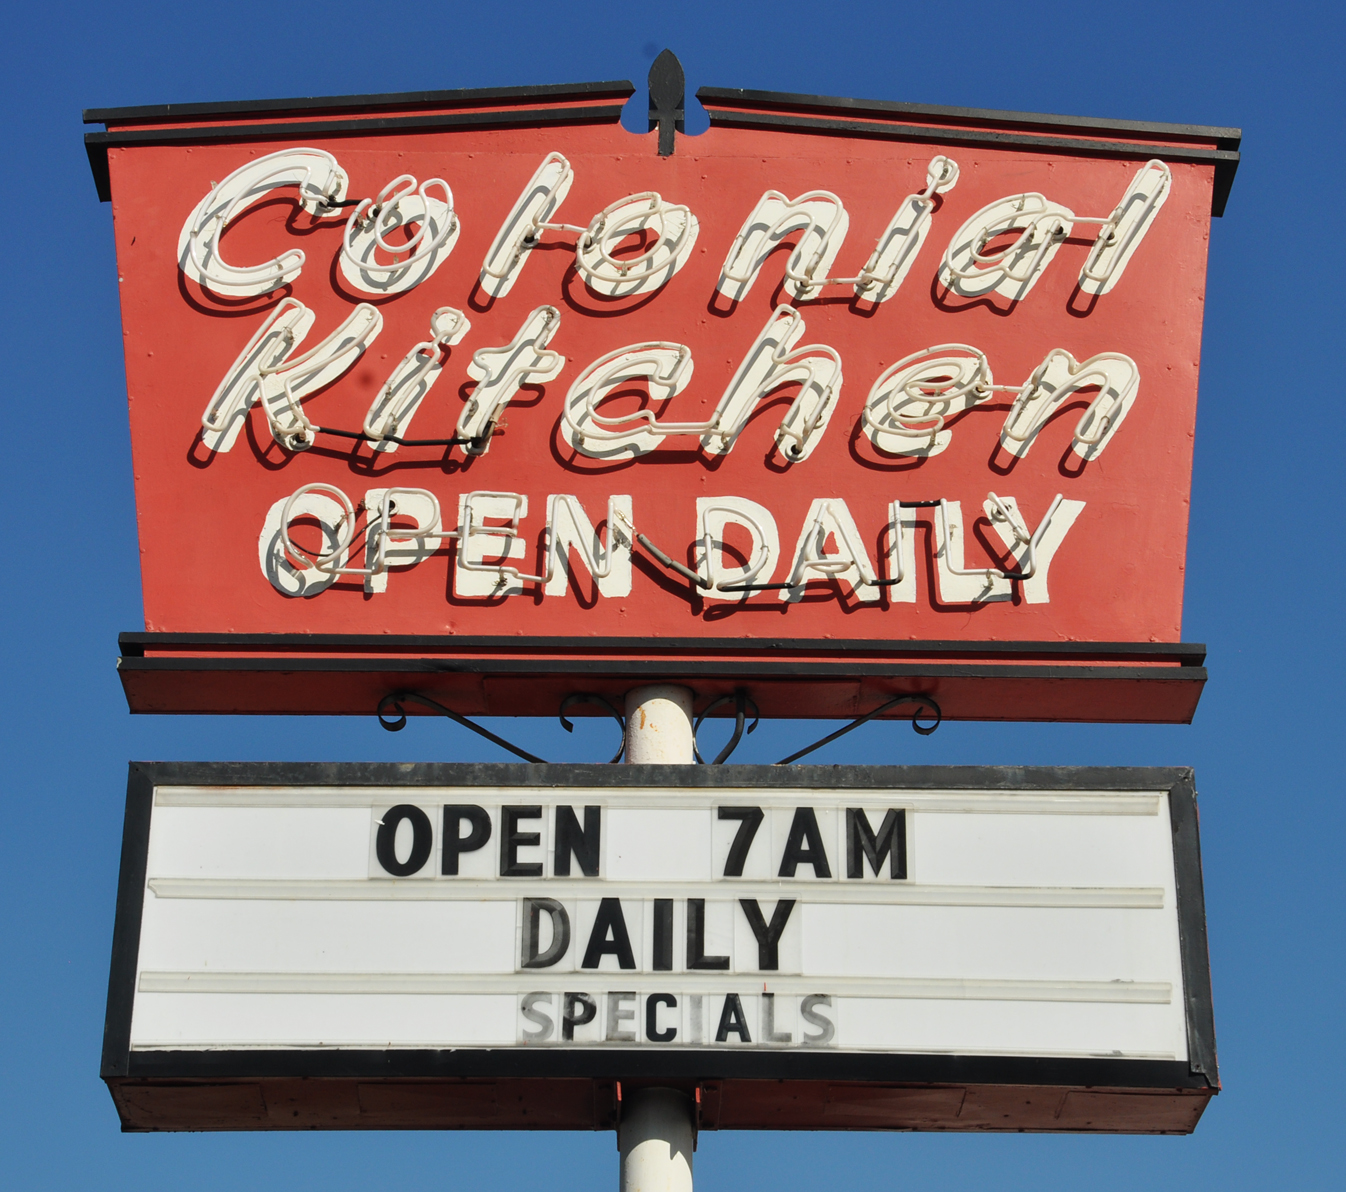 Colonial
Kitchen
OPEN DAILY
OPEN 7AM
DAILY
SPECIALS